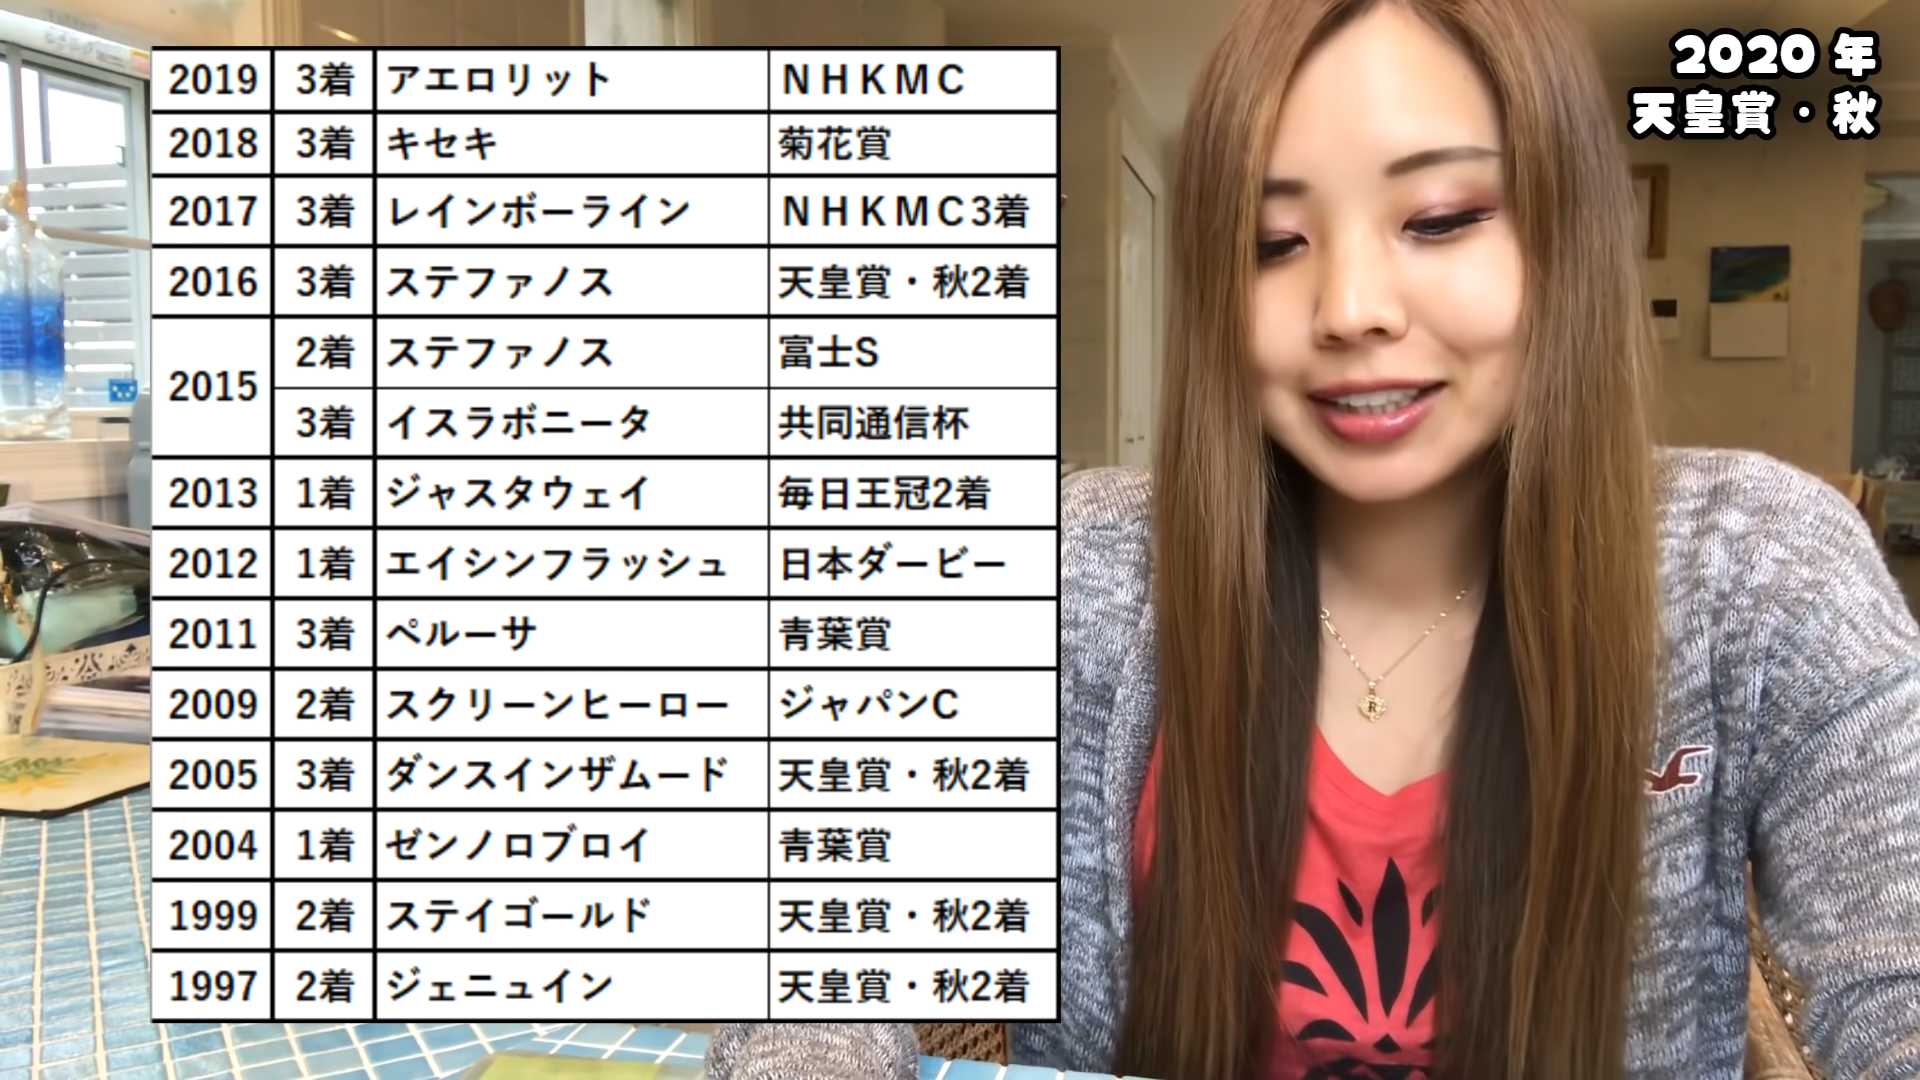 2020 年
天皇賞・秋
2019 3着 アエロリット ＮＨＫＭＣ
2018 3着 キセキ 菊花賞
2017 3着 レインボーライン ＮＨＫＭＣ3着
2016 3着 ステファノス 天皇賞・秋2着
2015 2着 ステファノス 富士S
3着 イスラボニータ 共同通信杯
2013 1着 ジャスタウェイ 毎日王冠2着
2012 1着 エイシンフラッシュ 日本ダービー
2011 3着 ペルーサ 青葉賞
2009 2着 スクリーンヒーロー ジャパンC
2005 3着 ダンスインザムード 天皇賞・秋2着
2004 1着 ゼンノロブロイ 青葉賞
1999 2着 ステイゴールド 天皇賞・秋2着
1997 2着 ジェニュイン 天皇賞・秋2着
R